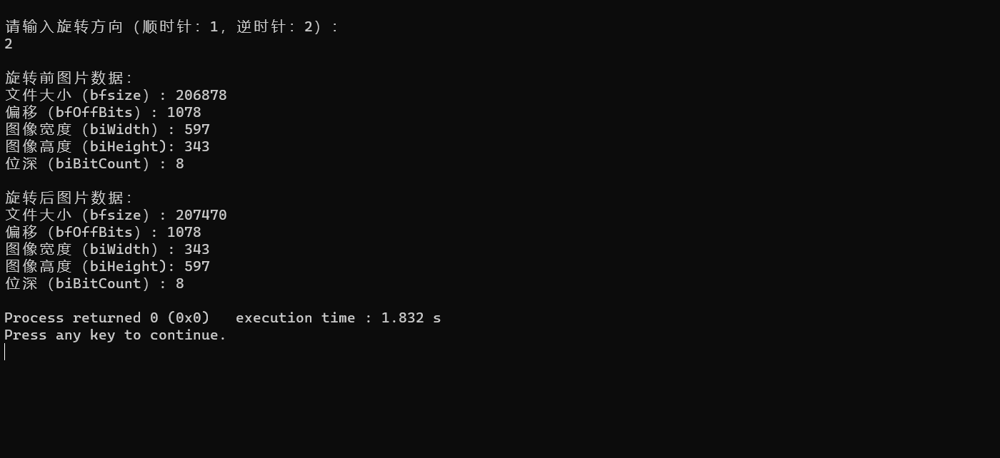 请输入旋转方向（顺时针：1，逆时针：2）：
2
旋转前图片数据：
文件大小（bfsize）: 206878
偏移（bfOffBits）: 1078
图像宽度（biWidth）: 597
图像高度（biHeight): 343
位深（biBitCount）: 8
旋转后图片数据：
文件大小（bfsize）: 207470
偏移（bfOffBits）: 1078
图像宽度（biWidth）: 343
图像高度（biHeight): 597
位深（biBitCount）: 8
Process returned 0 (0x0)   execution time : 1.832 s
Press any key to continue.